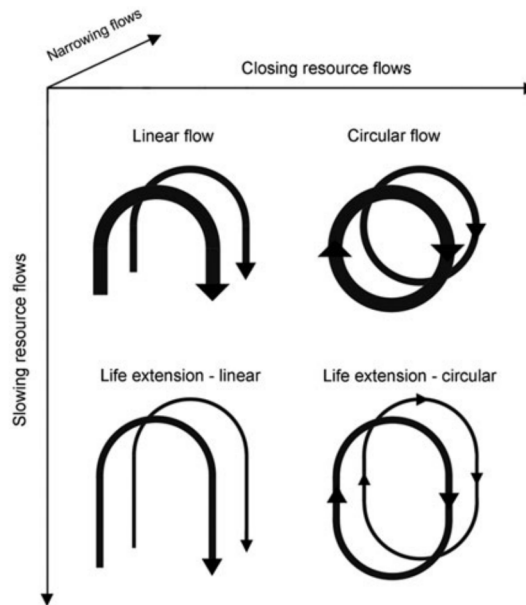 Narrowing flows
Closing resource flows
Linear flow
Circular flow
Slowing resource flows
Life extension - linear
Life extension - circular